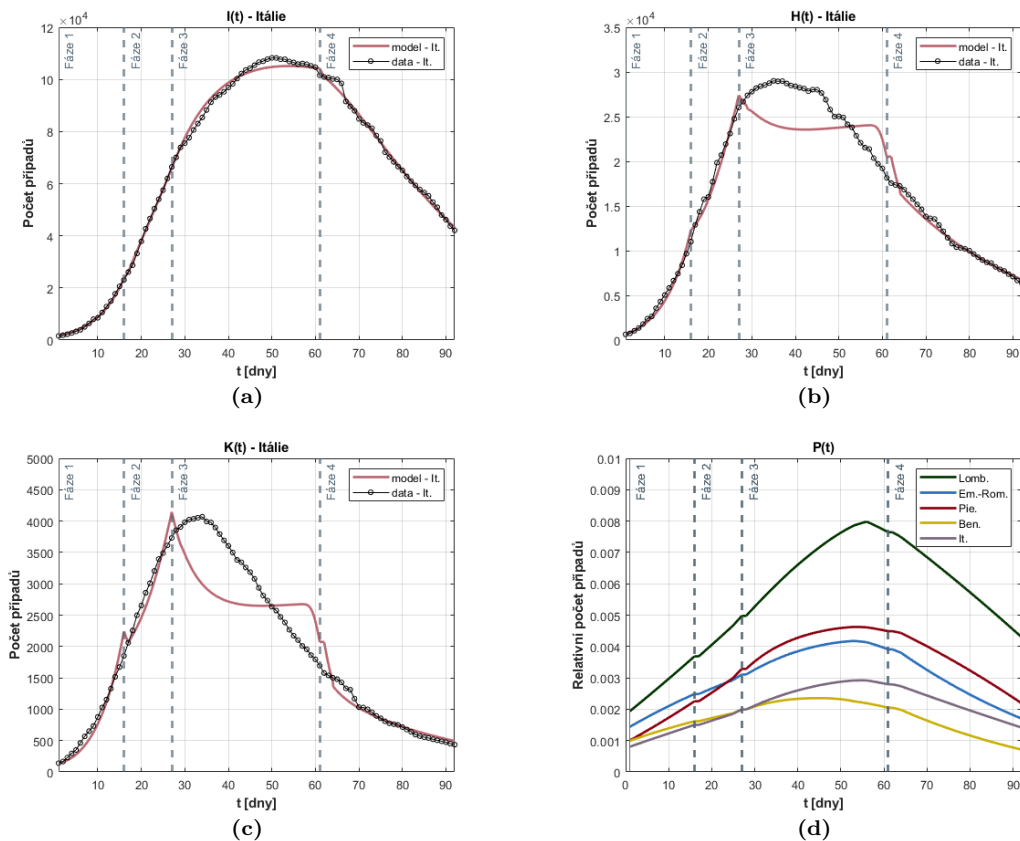 I(t) - Itálie
× 10^4
12
10
8
6
4
2
0
Počet případů
10 20 30 40 50 60 70 80 90
t [dny]
Fáze 1
Fáze 2
Fáze 3
Fáze 4
model - It.
data - It.
(a)
H(t) - Itálie
× 10^4
3.5
3
2.5
2
1.5
1
0.5
0
Počet případů
10 20 30 40 50 60 70 80 90
t [dny]
Fáze 1
Fáze 2
Fáze 3
Fáze 4
model - It.
data - It.
(b)
K(t) - Itálie
5000
4500
4000
3500
3000
2500
2000
1500
1000
500
0
Počet případů
10 20 30 40 50 60 70 80 90
t [dny]
Fáze 1
Fáze 2
Fáze 3
Fáze 4
model - It.
data - It.
(c)
P(t)
0.01
0.009
0.008
0.007
0.006
0.005
0.004
0.003
0.002
0.001
0
Relativní počet případů
0 10 20 30 40 50 60 70 80 90
t [dny]
Fáze 1
Fáze 2
Fáze 3
Fáze 4
Lomb.
Em.-Rom.
Pie.
Ben.
It.
(d)